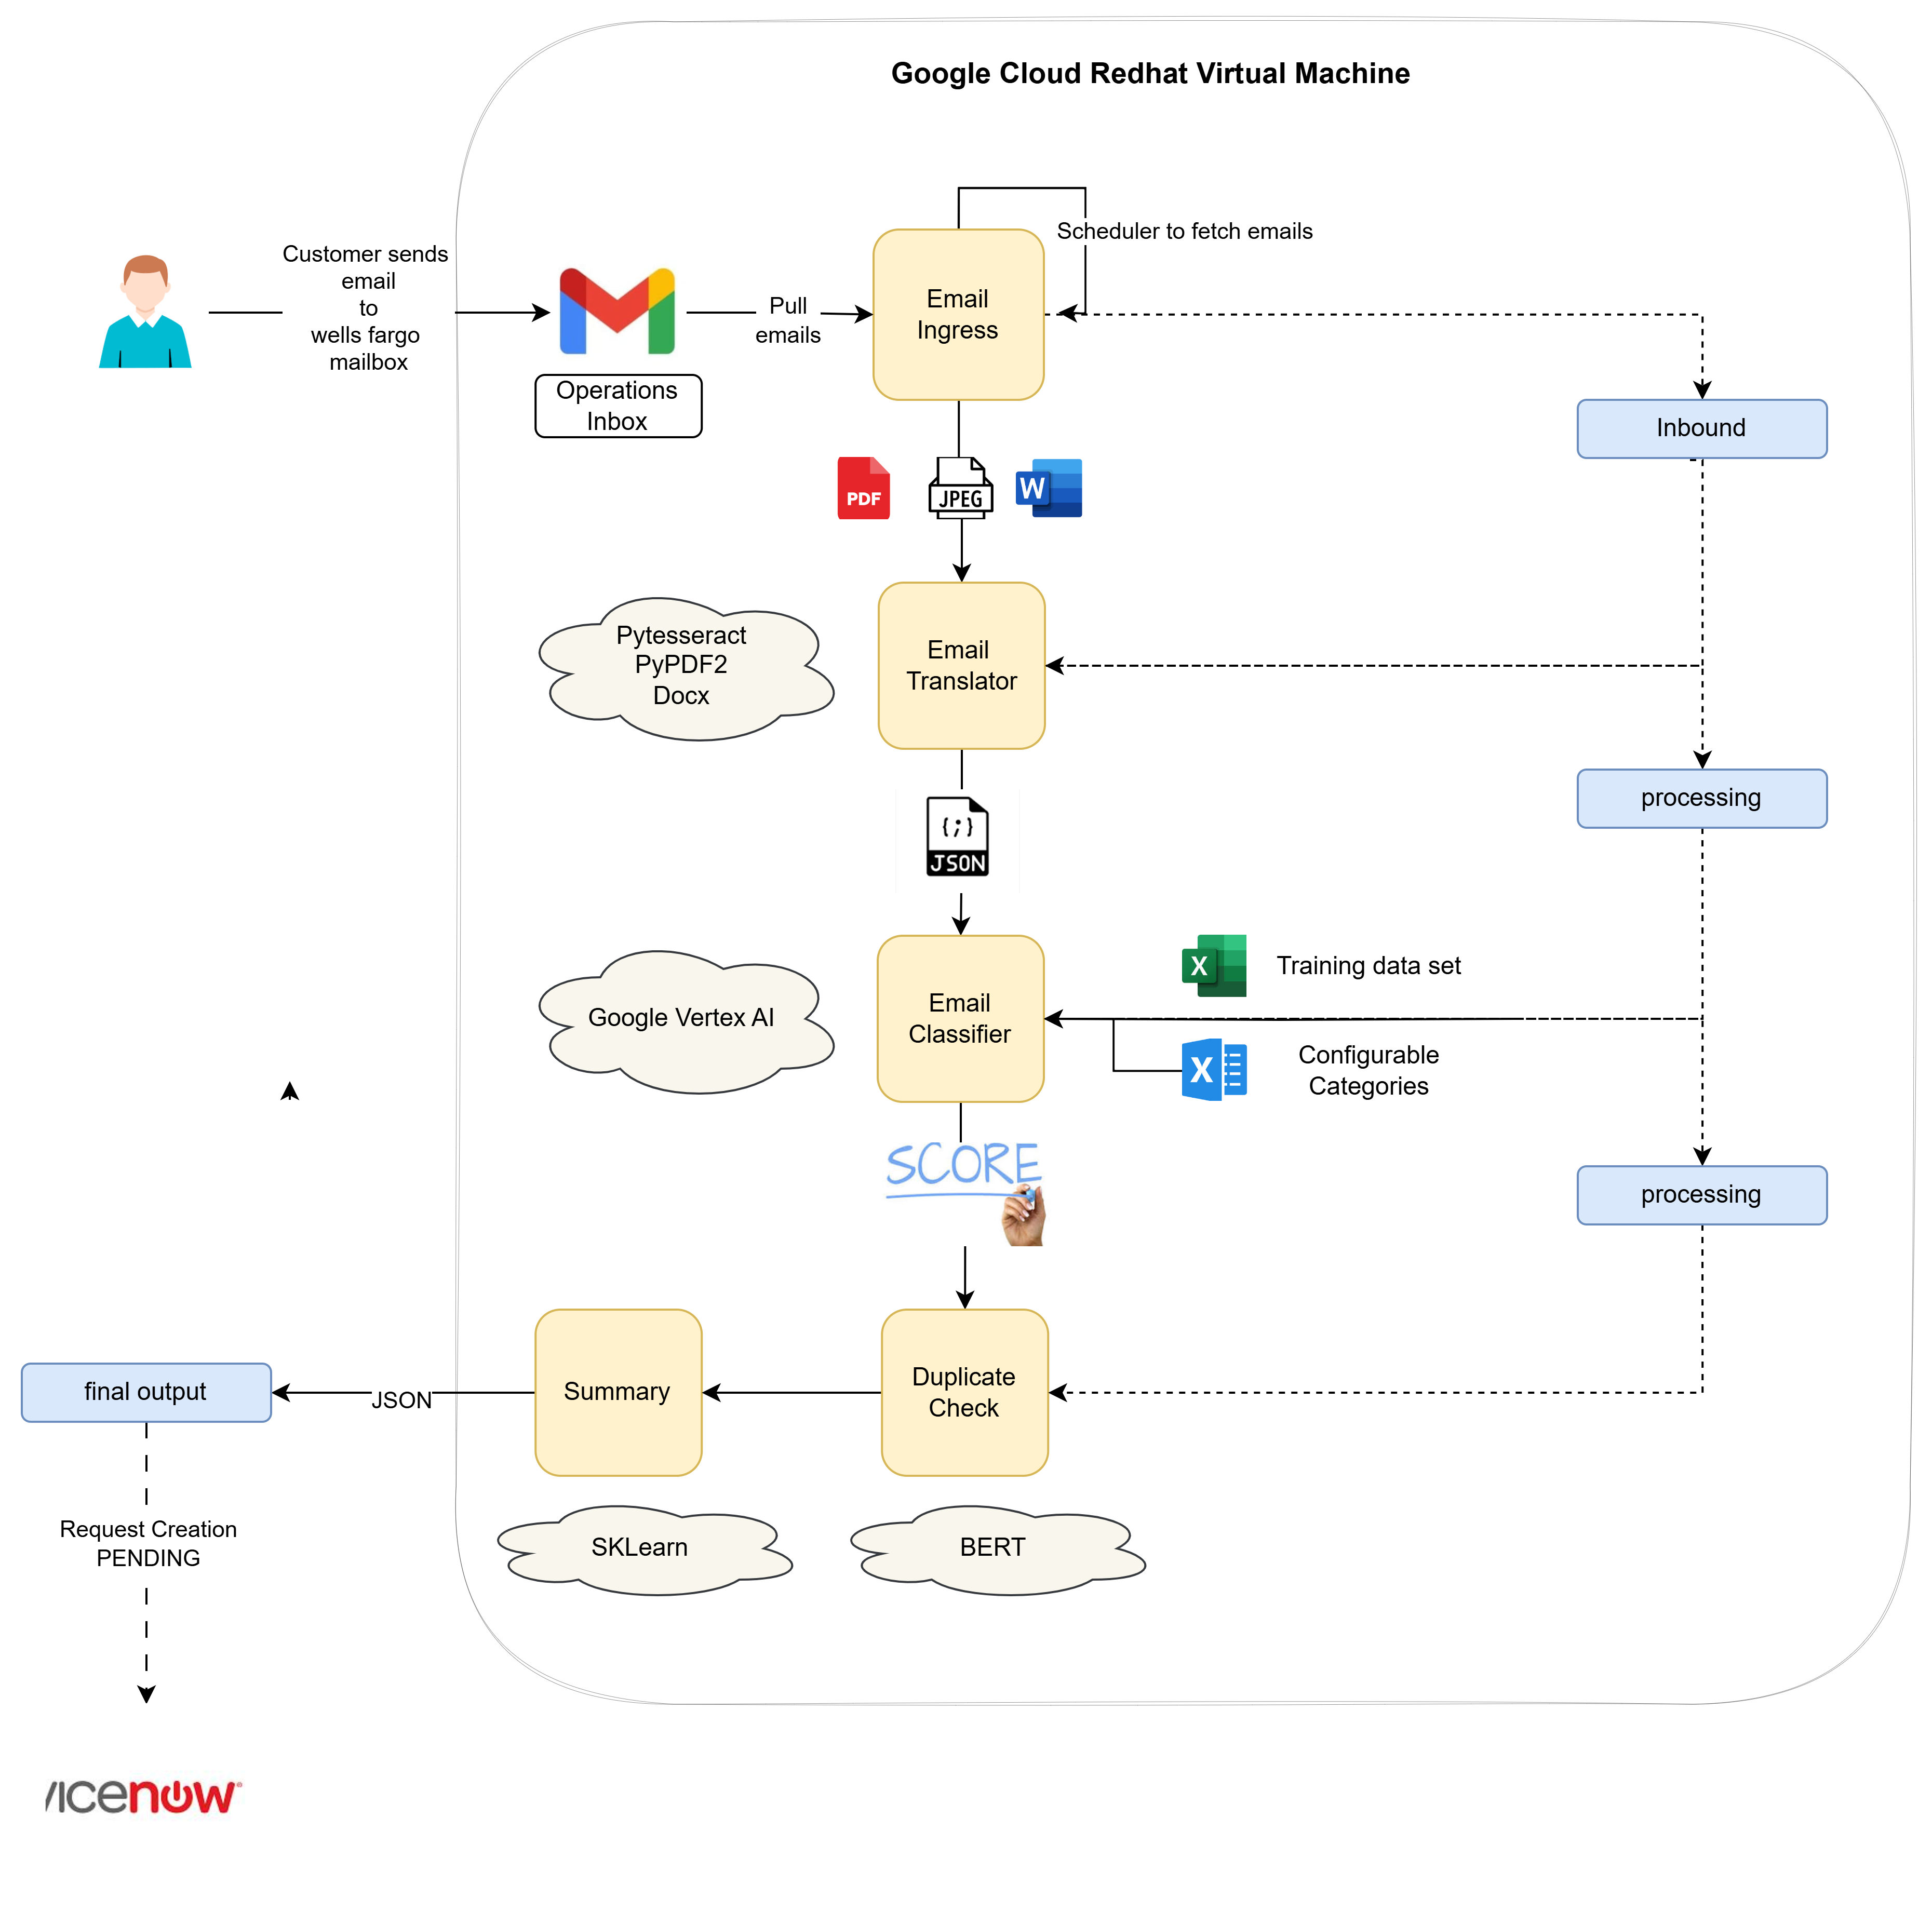 Google Cloud Redhat Virtual Machine
Scheduler to fetch emails
Customer sends
email
to
wells fargo
mailbox
Pull
emails
Email
Ingress
Operations
Inbox
Inbound
PDF
JPEG
W
Pytesseract
PyPDF2
Docx
Email
Translator
processing
{;}
JSON
X
Training data set
Google Vertex AI
Email
Classifier
X
Configurable
Categories
SCORE
processing
final output
JSON
Summary
Duplicate
Check
Request Creation
PENDING
SKLearn
BERT
icenow